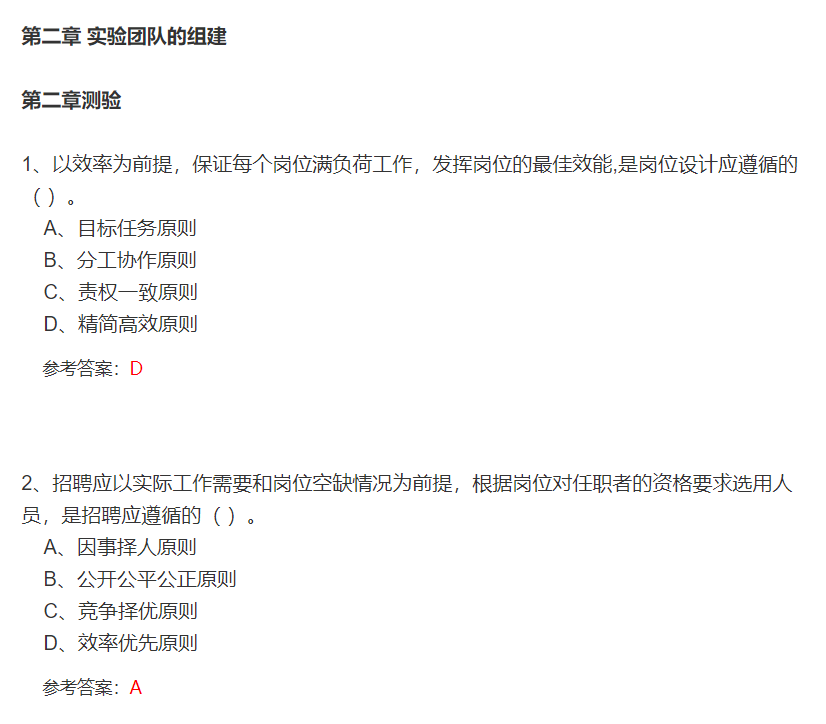 第二章 实验团队的组建
第二章测验
1、以效率为前提，保证每个岗位满负荷工作，发挥岗位的最佳效能,是岗位设计应遵循的
（ ）。
A、目标任务原则
B、分工协作原则
C、责权一致原则
D、精简高效原则
参考答案：D
2、招聘应以实际工作需要和岗位空缺情况为前提，根据岗位对任职者的资格要求选用人
员，是招聘应遵循的（ ）。
A、因事择人原则
B、公开公平公正原则
C、竞争择优原则
D、效率优先原则
参考答案：A